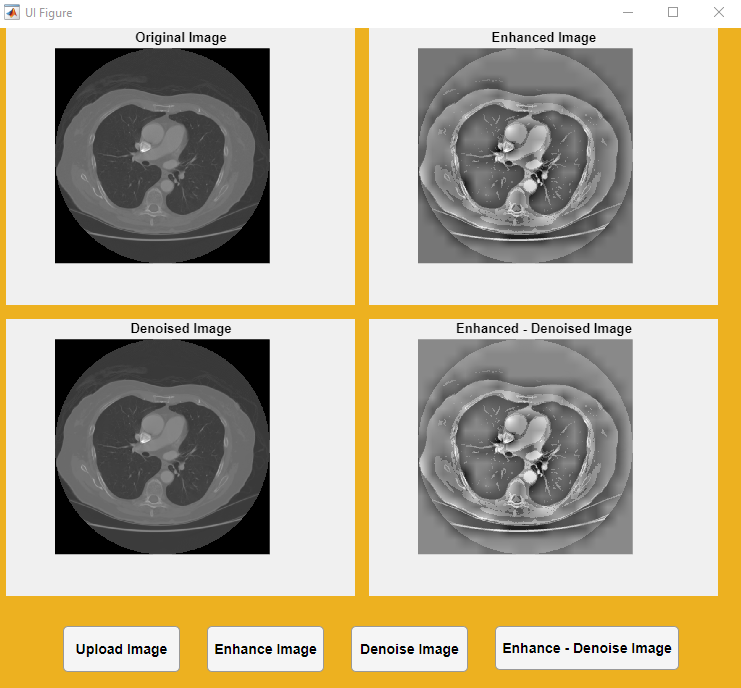 UI Figure
Original Image
Enhanced Image
Denoised Image
Enhanced - Denoised Image
Upload Image
Enhance Image
Denoise Image
Enhance - Denoise Image